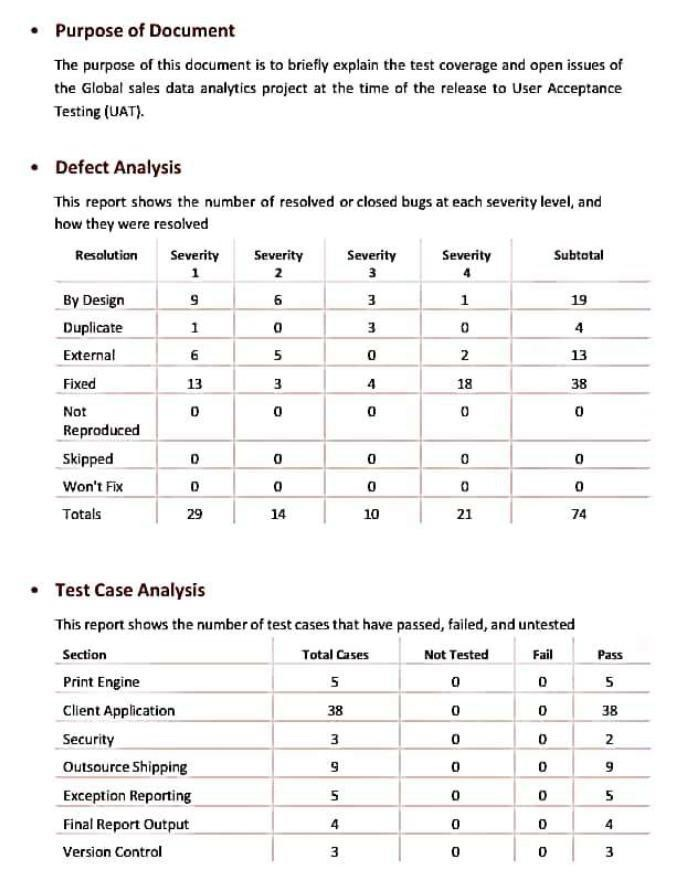 • Purpose of Document
The purpose of this document is to briefly explain the test coverage and open issues of
the Global sales data analytics project at the time of the release to User Acceptance
Testing (UAT).
• Defect Analysis
This report shows the number of resolved or closed bugs at each severity level, and
how they were resolved
Resolution Severity Severity Severity Severity Subtotal
1 2 3 4
By Design 9 6 3 1 19
Duplicate 1 0 3 0 4
External 6 5 0 2 13
Fixed 13 3 4 18 38
Not 0 0 0 0 0
Reproduced
Skipped 0 0 0 0 0
Won't Fix 0 0 0 0 0
Totals 29 14 10 21 74
• Test Case Analysis
This report shows the number of test cases that have passed, failed, and untested
Section Total Cases Not Tested Fail Pass
Print Engine 5 0 0 5
Client Application 38 0 0 38
Security 3 0 0 2
Outsource Shipping 9 0 0 9
Exception Reporting 5 0 0 5
Final Report Output 4 0 0 4
Version Control 3 0 0 3